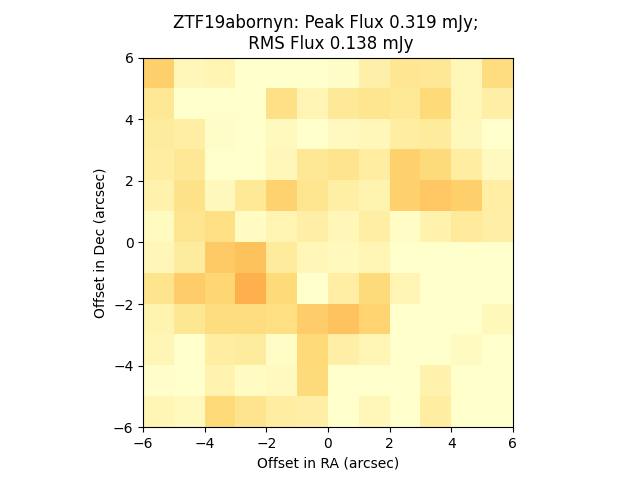 ZTF19abornyn: Peak Flux 0.319 mJy;
RMS Flux 0.138 mJy
6
4
2
0
−2
−4
−6
Offset in Dec (arcsec)
−6 −4 −2 0 2 4 6
Offset in RA (arcsec)